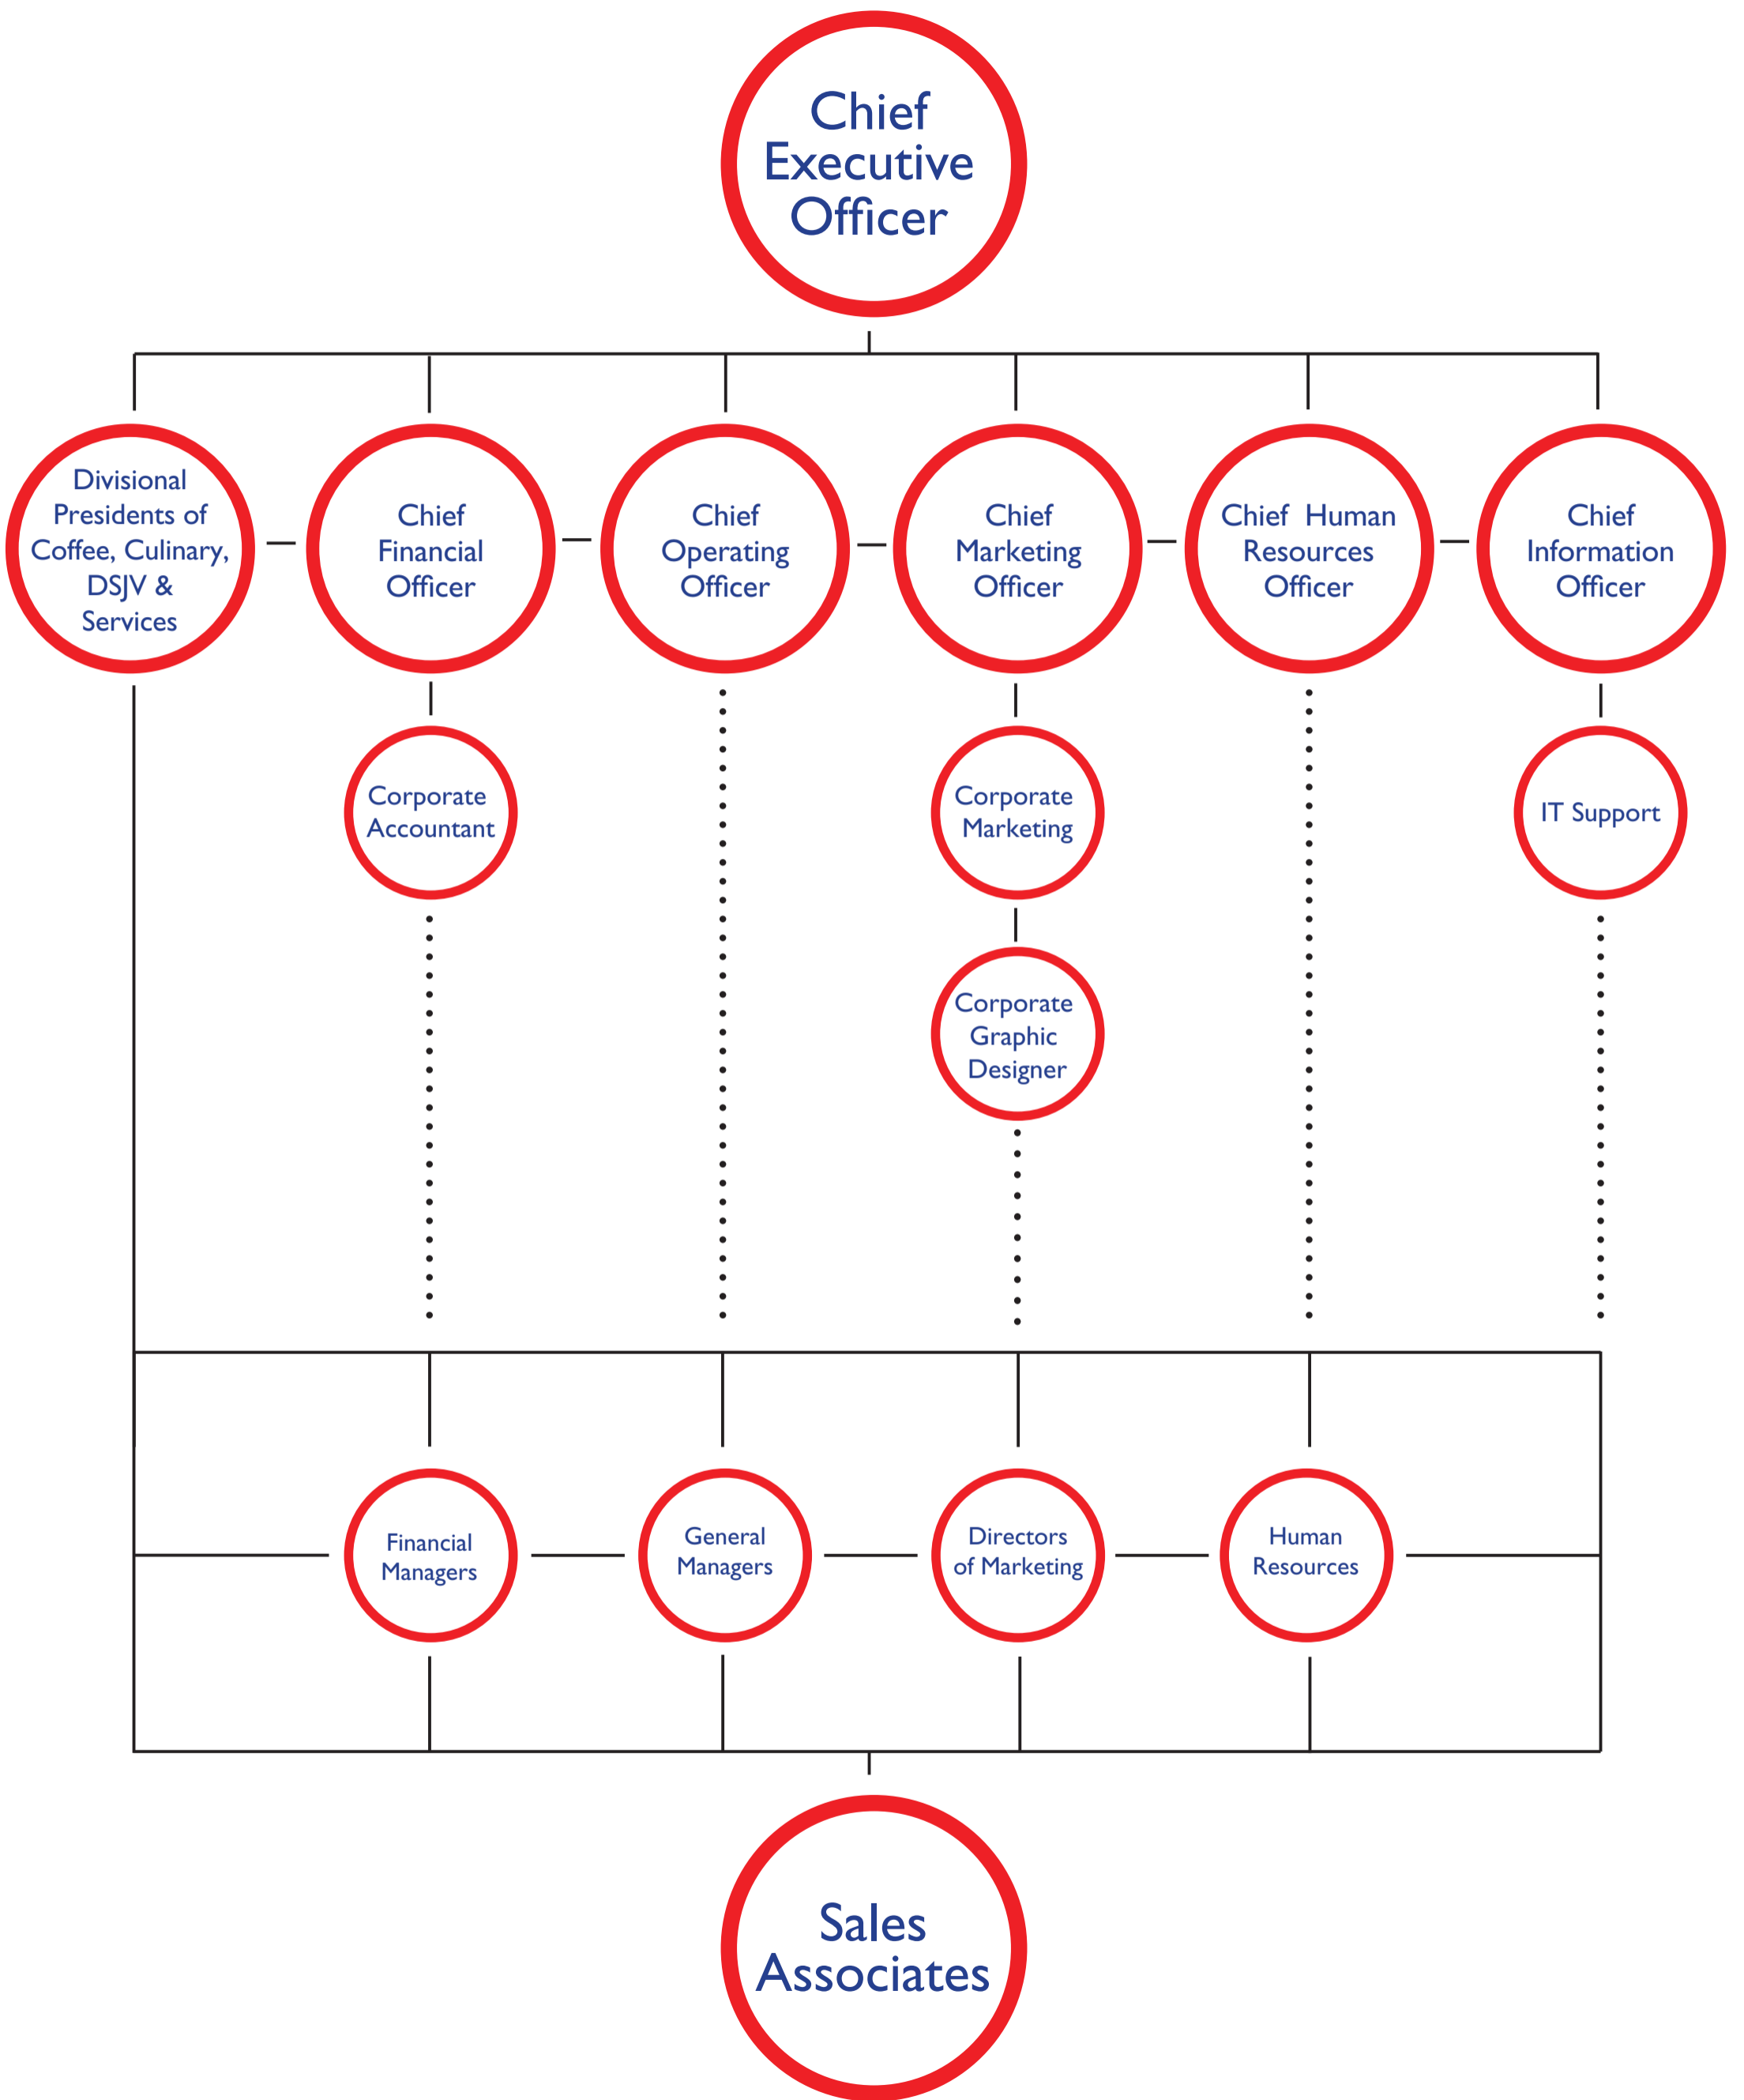 Chief
Executive
Officer
Divisional
Presidents of
Coffee, Culinary,
DSJV &
Services
Chief
Financial
Officer
Chief
Operating
Officer
Chief
Marketing
Officer
Chief Human
Resources
Officer
Chief
Information
Officer
Corporate
Accountant
Corporate
Marketing
IT Support
Corporate
Graphic
Designer
Financial
Managers
General
Managers
Directors
of Marketing
Human
Resources
Sales
Associates